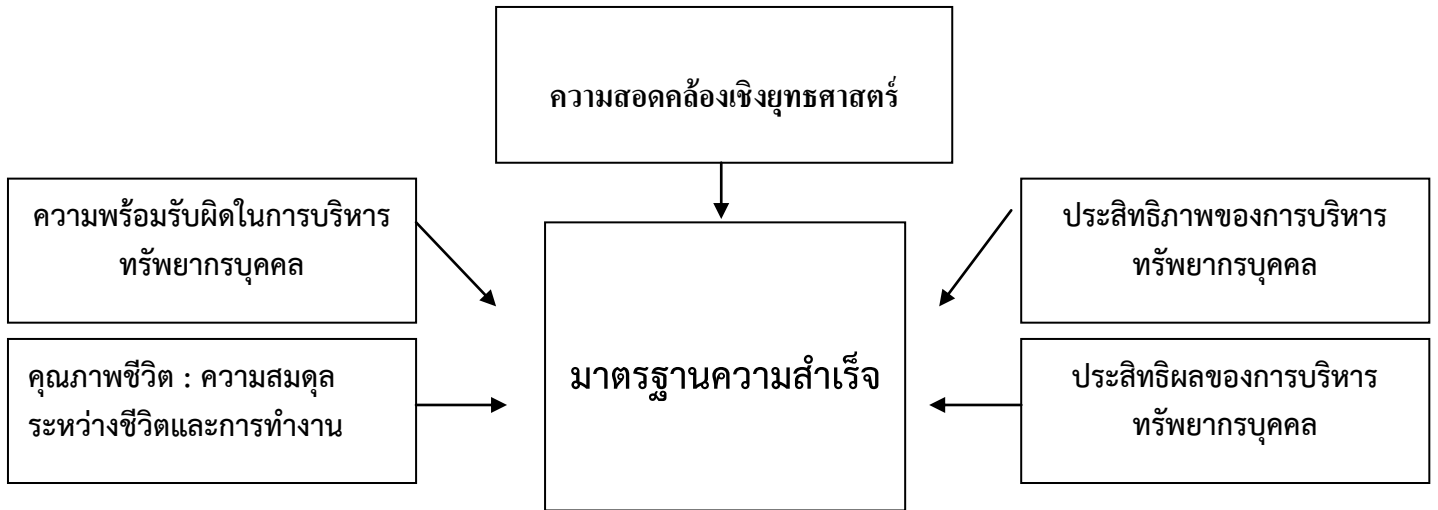 ความสอดคล้องเชิงยุทธศาสตร์
ความพร้อมรับผิดในการบริหาร
ทรัพยากรบุคคล
ประสิทธิภาพของการบริหาร
ทรัพยากรบุคคล
มาตรฐานความสำเร็จ
คุณภาพชีวิต : ความสมดุล
ระหว่างชีวิตและการทำงาน
ประสิทธิผลของการบริหาร
ทรัพยากรบุคคล